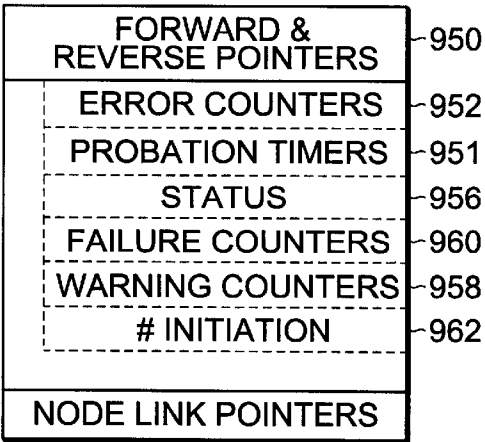 FORWARD &
REVERSE POINTERS
950
ERROR COUNTERS
952
PROBATION TIMERS
951
STATUS
956
FAILURE COUNTERS
960
WARNING COUNTERS
958
# INITIATION
962
NODE LINK POINTERS